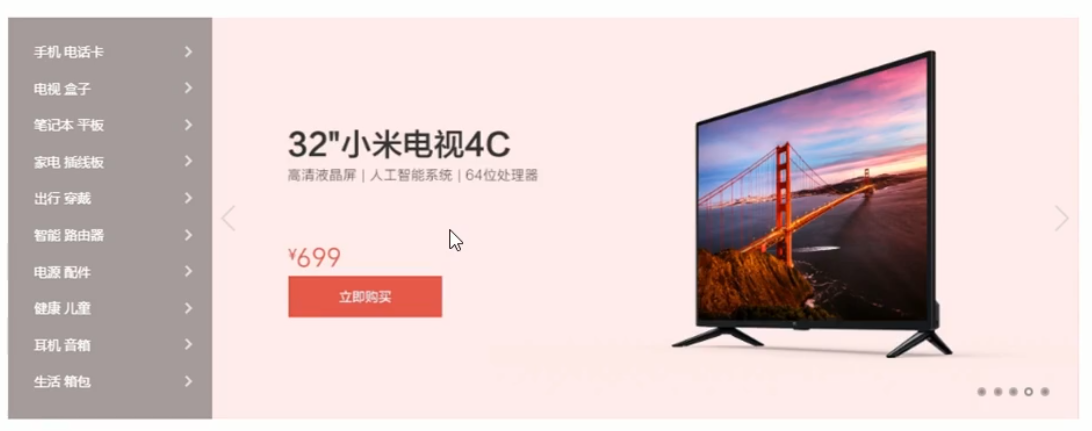 手机 电话卡
电视 盒子
笔记本 平板
家电 插线板
出行 穿戴
智能 路由器
电源 配件
健康 儿童
耳机 音箱
生活 箱包
32"小米电视4C
高清液晶屏 | 人工智能系统 | 64位处理器
¥699
立即购买